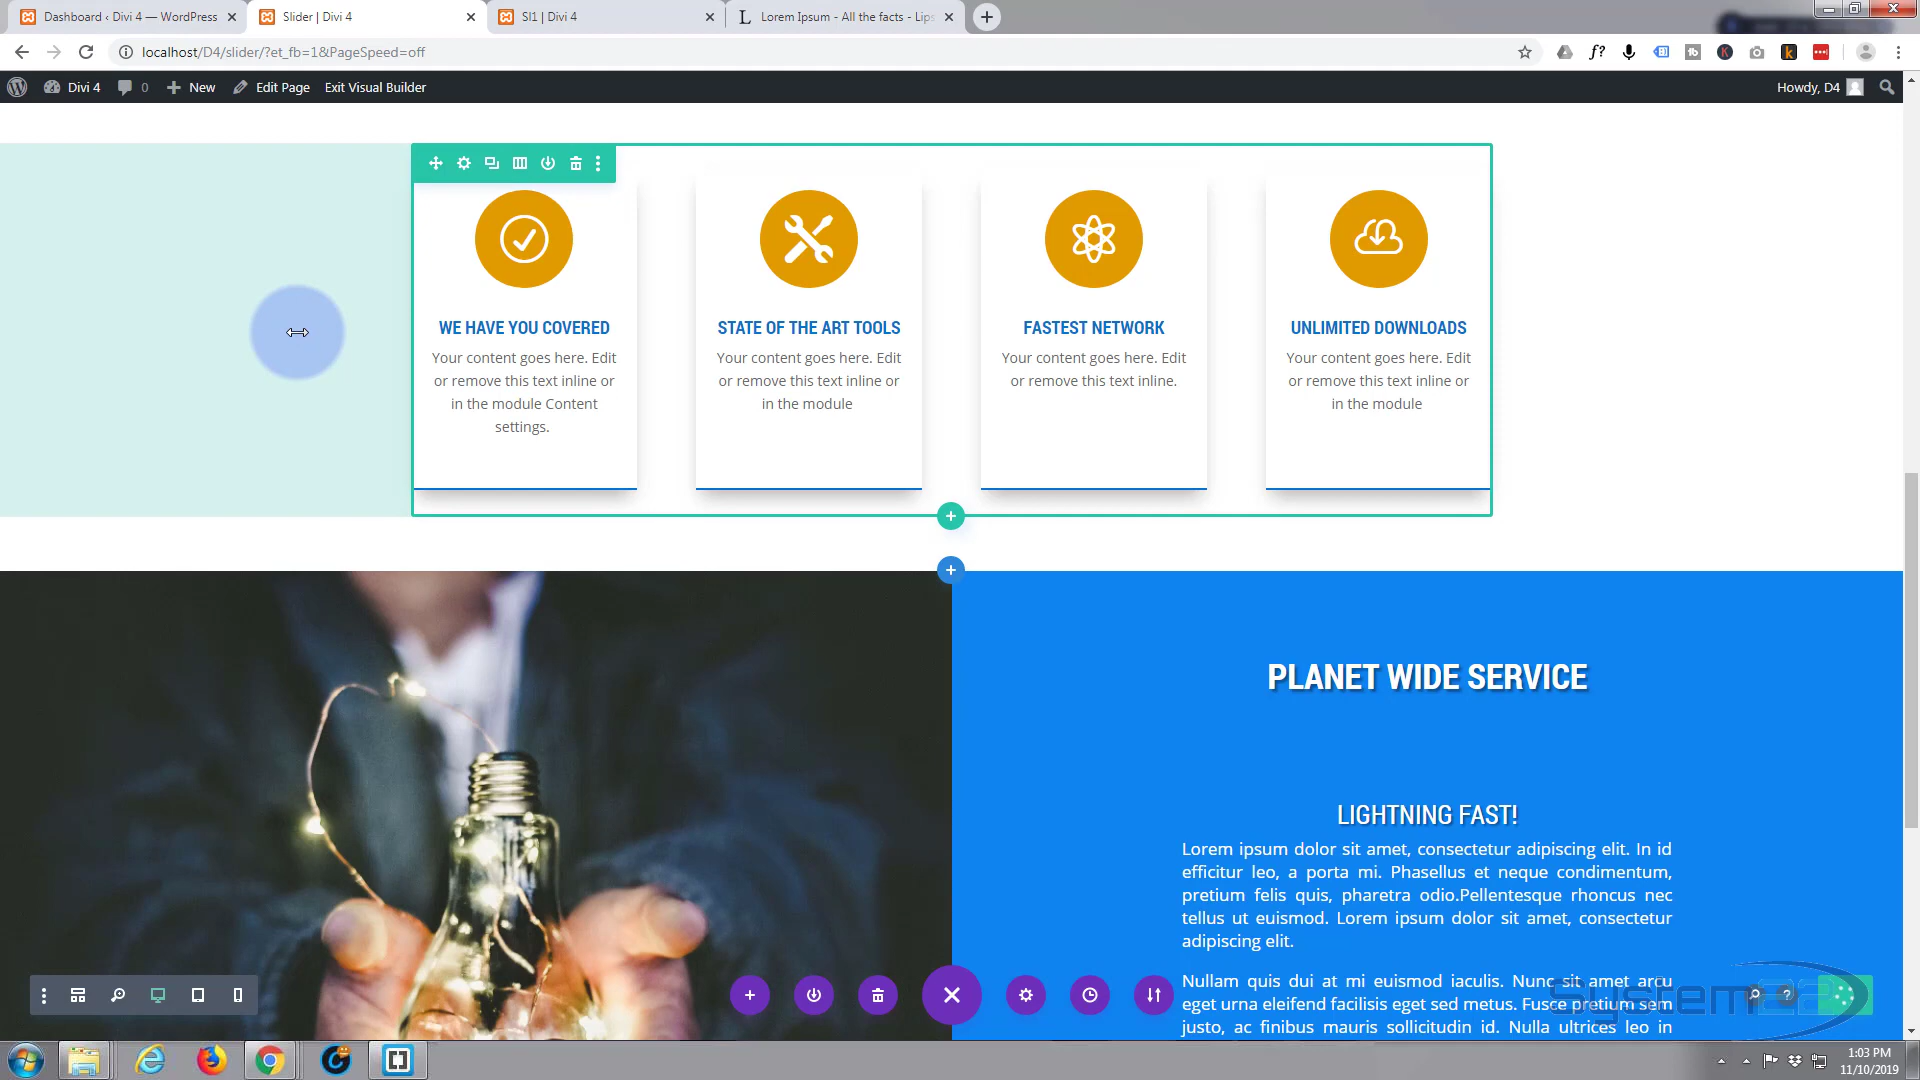 Dashboard ‹ Divi 4 — WordPress
Slider | Divi 4
Sl1 | Divi 4
Lorem Ipsum - All the facts - Lips
localhost/D4/slider/?et_fb=1&PageSpeed=off
Divi 4
0
New
Edit Page
Exit Visual Builder
Howdy, D4
WE HAVE YOU COVERED
Your content goes here. Edit
or remove this text inline or
in the module Content
settings.
STATE OF THE ART TOOLS
Your content goes here. Edit
or remove this text inline or
in the module
FASTEST NETWORK
Your content goes here. Edit
or remove this text inline.
UNLIMITED DOWNLOADS
Your content goes here. Edit
or remove this text inline or
in the module
PLANET WIDE SERVICE
LIGHTNING FAST!
Lorem ipsum dolor sit amet, consectetur adipiscing elit. In id
efficitur leo, a porta mi. Phasellus et neque condimentum,
pretium felis quis, pharetra odio.Pellentesque rhoncus nec
tellus ut euismod. Lorem ipsum dolor sit amet, consectetur
adipiscing elit.
Nullam quis dui at mi euismod iaculis. Nunc sit amet arcu
eget urna eleifend facilisis eget sed metus. Fusce pretium sem
justo, ac finibus mauris sollicitudin id. Nulla ultrices leo in
system22
1:03 PM
11/10/2019